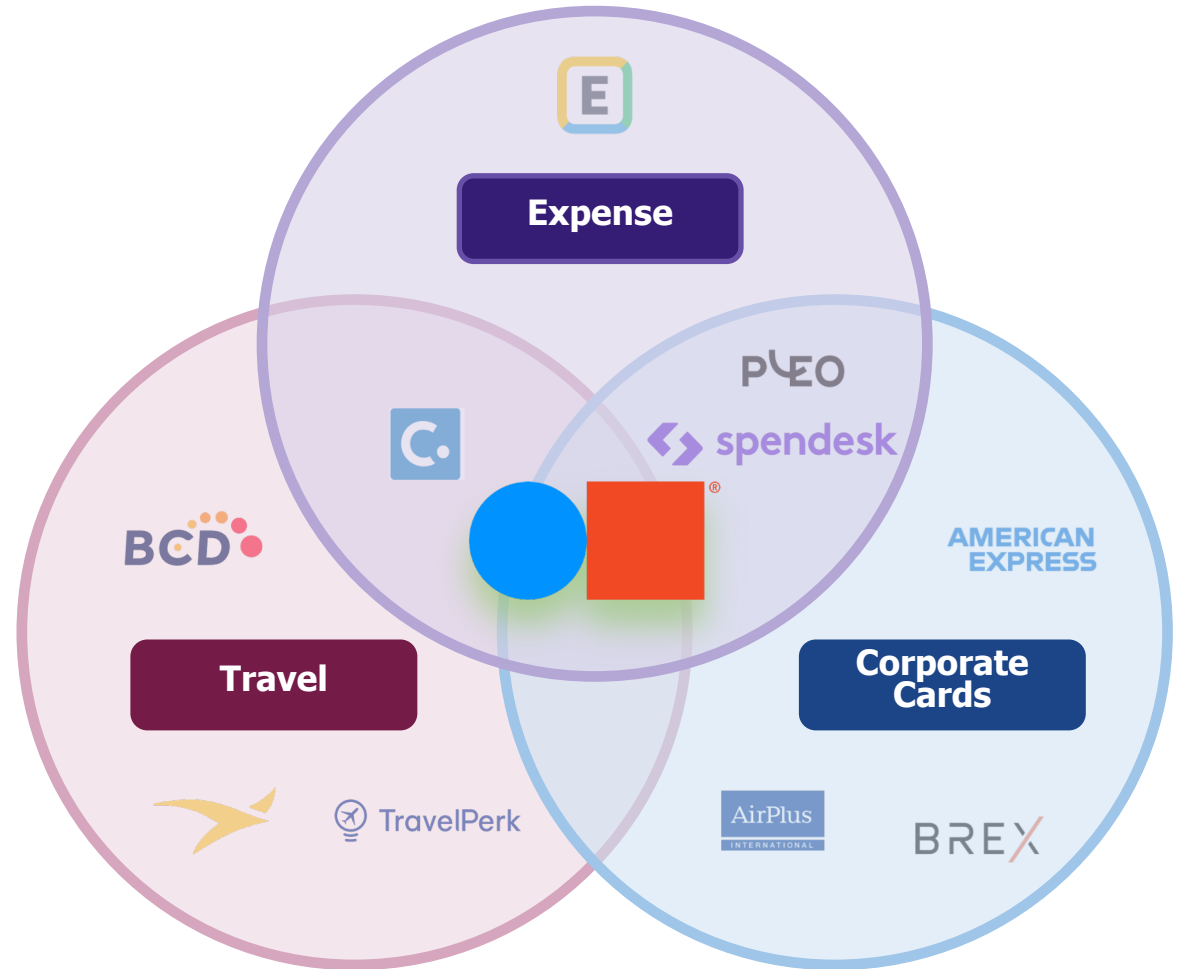 E
Expense
PLEO
spendesk
C.
®
BCD
AMERICAN
EXPRESS
Travel
Corporate
Cards
TravelPerk
AirPlus
INTERNATIONAL
BREX